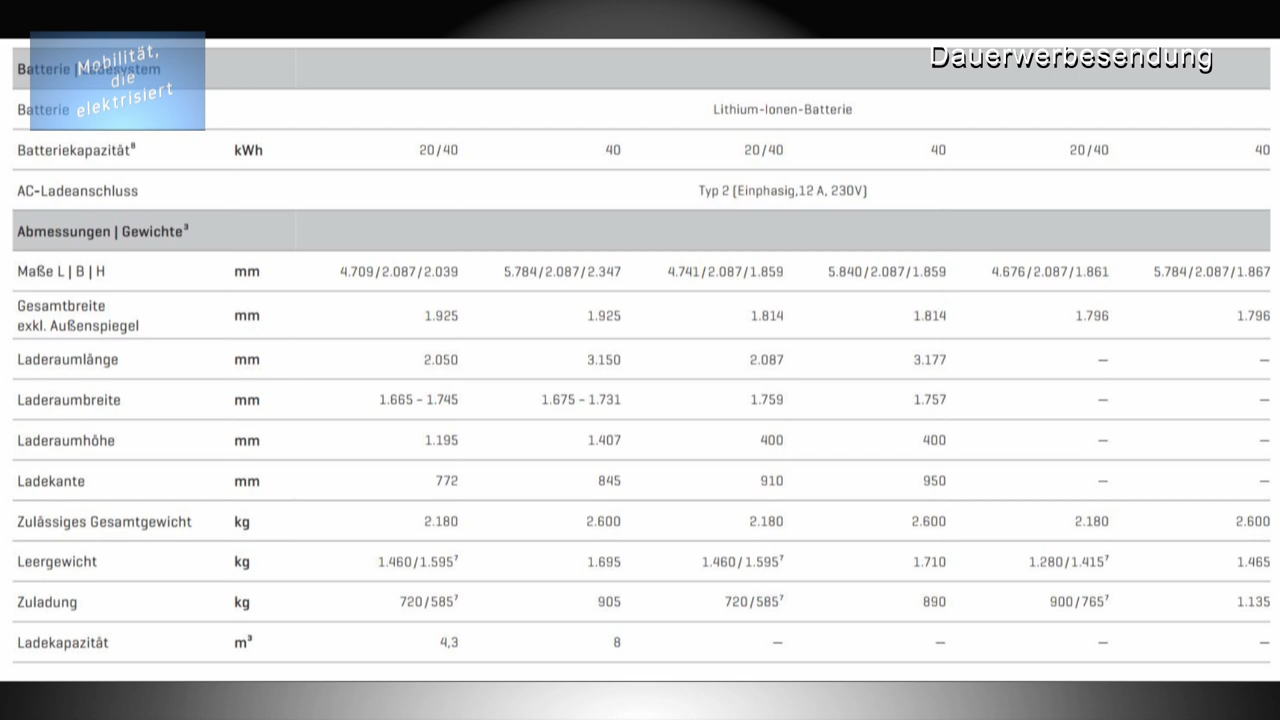 Dauerwerbesendung
Mobilität,
die
elektrisiert
Batterie | Ladesystem
Batterie Lithium-Ionen-Batterie
Batteriekapazität⁸ kWh 20/40 40 20/40 40 20/40 40
AC-Ladeanschluss Typ 2 (Einphasig,12 A, 230V)
Abmessungen | Gewichte³
Maße L | B | H mm 4.709/2.087/2.039 5.784/2.087/2.347 4.741/2.087/1.859 5.840/2.087/1.859 4.676/2.087/1.861 5.784/2.087/1.867
Gesamtbreite
exkl. Außenspiegel mm 1.925 1.925 1.814 1.814 1.796 1.796
Laderaumlänge mm 2.050 3.150 2.087 3.177 – –
Laderaumbreite mm 1.665 – 1.745 1.675 – 1.731 1.759 1.757 – –
Laderaumhöhe mm 1.195 1.407 400 400 – –
Ladekante mm 772 845 910 950 – –
Zulässiges Gesamtgewicht kg 2.180 2.600 2.180 2.600 2.180 2.600
Leergewicht kg 1.460/1.595⁷ 1.695 1.460/1.595⁷ 1.710 1.280/1.415⁷ 1.465
Zuladung kg 720/585⁷ 905 720/585⁷ 890 900/765⁷ 1.135
Ladekapazität m³ 4,3 8 – – – –